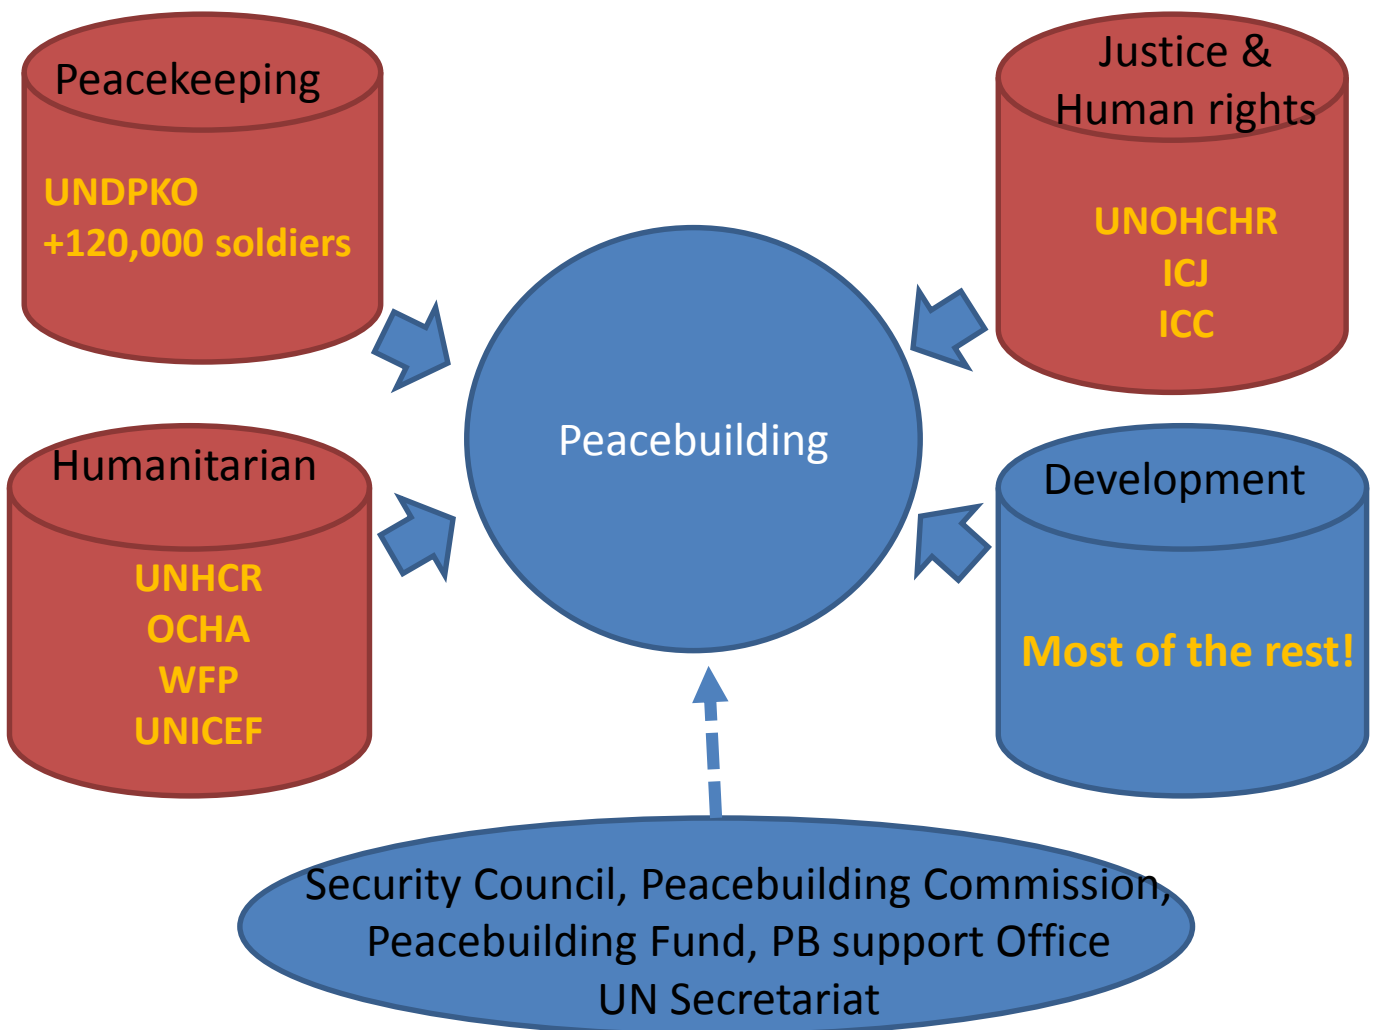 Peacekeeping
UNDPKO
+120,000 soldiers
Justice &
Human rights
UNOHCHR
ICJ
ICC
Peacebuilding
Humanitarian
UNHCR
OCHA
WFP
UNICEF
Development
Most of the rest!
Security Council, Peacebuilding Commission,
Peacebuilding Fund, PB support Office
UN Secretariat